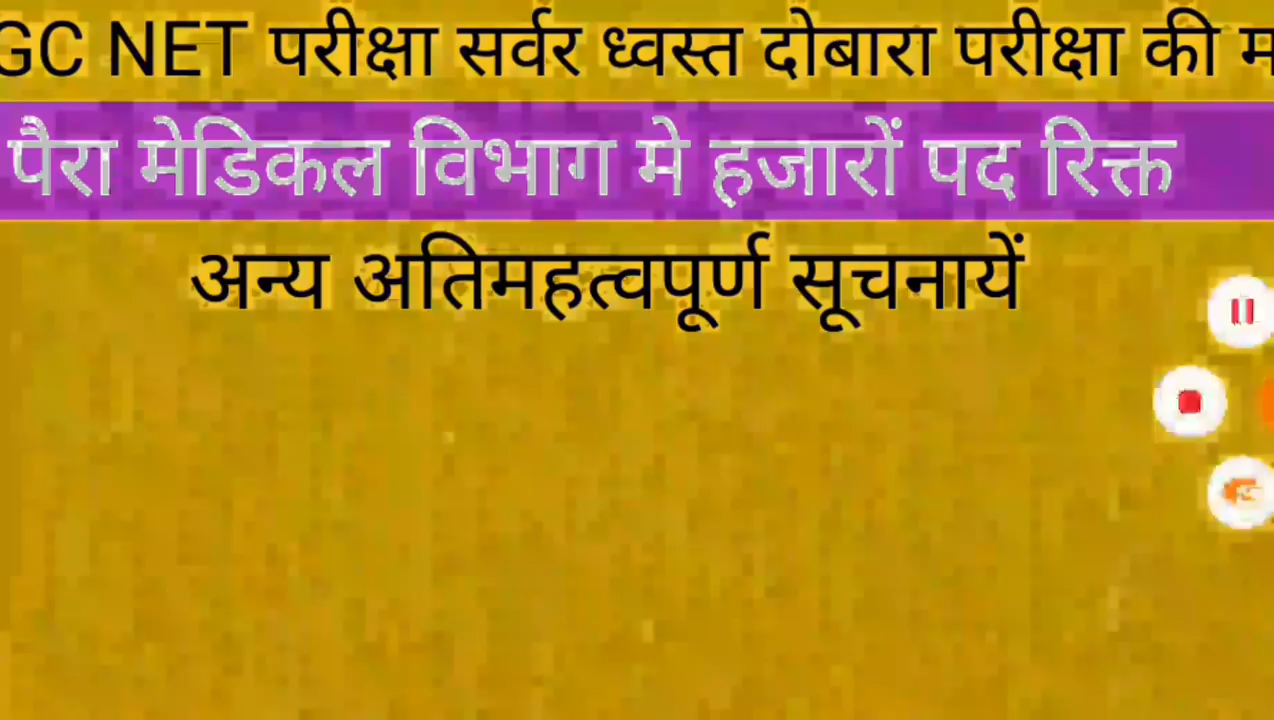 GC NET परीक्षा सर्वर ध्वस्त दोबारा परीक्षा की
पैरा मेडिकल विभाग मे हजारों पद रिक्त
अन्य अतिमहत्वपूर्ण सूचनायें